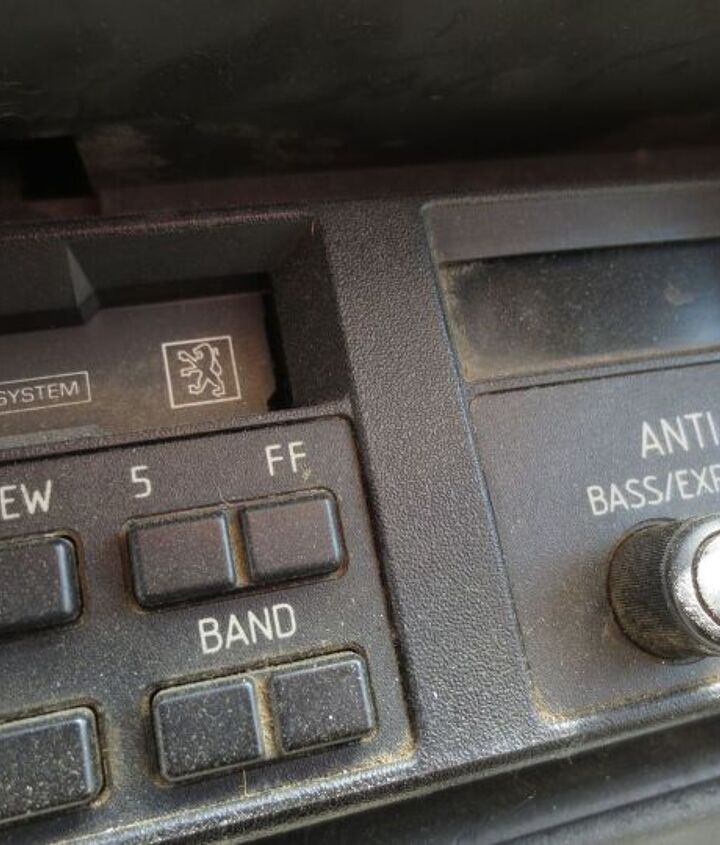 SYSTEM
EW 5 FF
BAND
ANTI
BASS/EXP